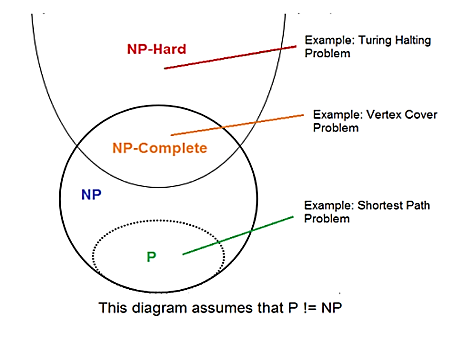 NP-Hard
Example: Turing Halting
Problem
Example: Vertex Cover
Problem
NP-Complete
NP
Example: Shortest Path
Problem
P
This diagram assumes that P != NP